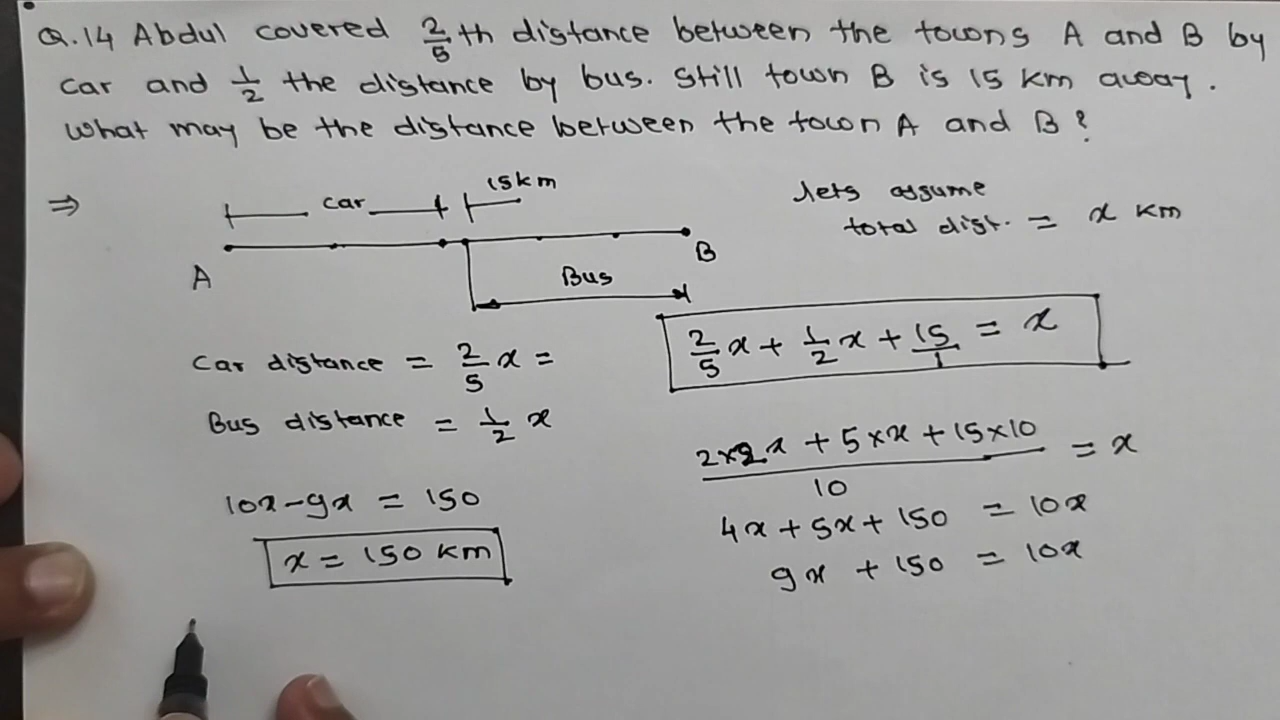 Q.14 Abdul covered 2/5 th distance between the towns A and B by
car and 1/2 the distance by bus. Still town B is 15 km away.
What may be the distance between the town A and B?
⇒
car
15km
A
B
Bus
lets assume
total dist. = x km
Car distance = 2/5 x =
Bus distance = 1/2 x
2/5 x + 1/2 x + 15/1 = x
(2×2x + 5×x + 15×10)/10 = x
4x + 5x + 150 = 10x
9x + 150 = 10x
10x - 9x = 150
x = 150 km